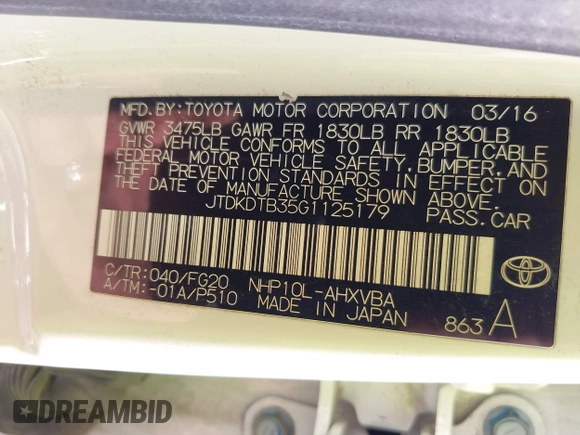 MFD.BY:TOYOTA MOTOR CORPORATION 03/16
GVWR 3475LB GAWR FR 1830LB RR 1830LB
THIS VEHICLE CONFORMS TO ALL APPLICABLE
FEDERAL MOTOR VEHICLE SAFETY,BUMPER,AND
THEFT PREVENTION STANDARDS IN EFFECT ON
THE DATE OF MANUFACTURE SHOWN ABOVE.
JTDKDTB35G1125179 PASS.CAR
C/TR:040/FG20 NHP10L-AHXVBA
A/TM:-01A/P510 MADE IN JAPAN
863 A
TOYOTA
DREAMBID